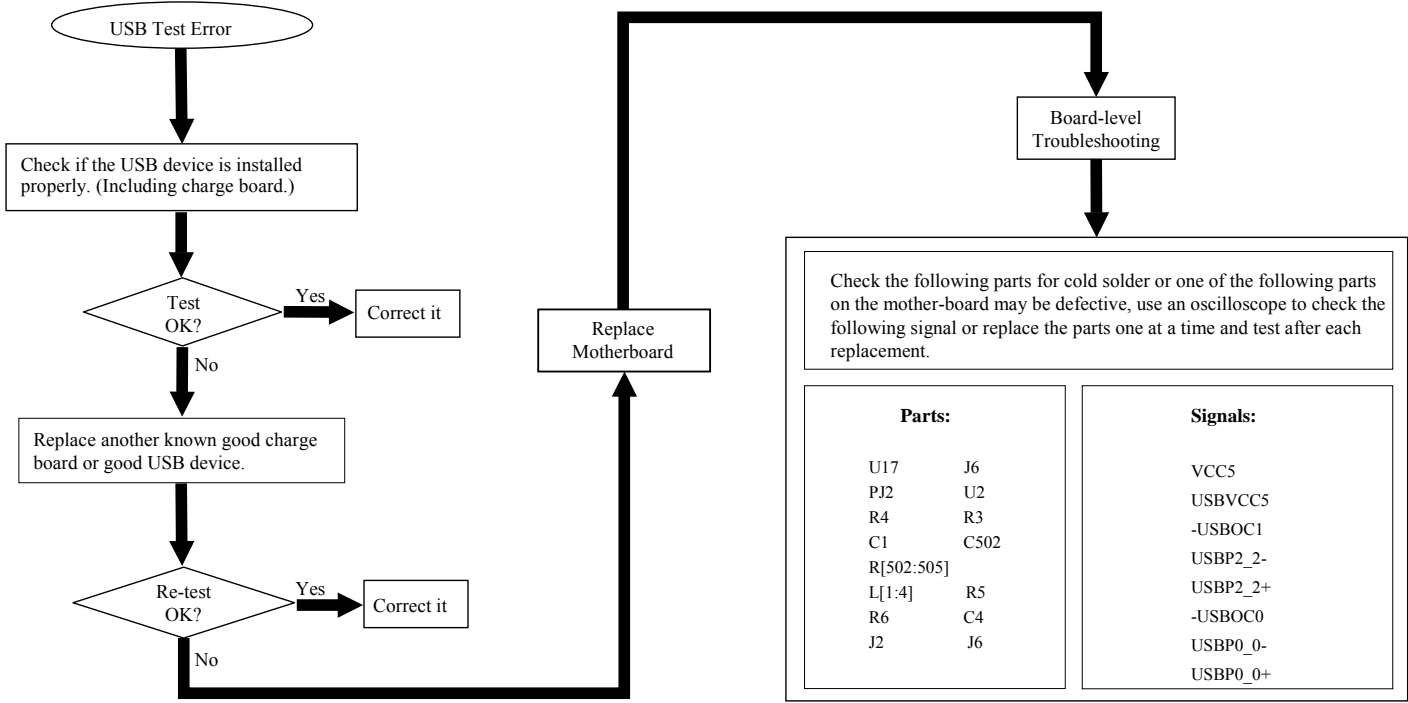 USB Test Error
Check if the USB device is installed
properly. (Including charge board.)
Test
OK?
Yes
Correct it
No
Replace another known good charge
board or good USB device.
Re-test
OK?
Yes
Correct it
No
Replace
Motherboard
Board-level
Troubleshooting
Check the following parts for cold solder or one of the following parts
on the mother-board may be defective, use an oscilloscope to check the
following signal or replace the parts one at a time and test after each
replacement.
Parts:
U17 J6
PJ2 U2
R4 R3
C1 C502
R[502:505]
L[1:4] R5
R6 C4
J2 J6
Signals:
VCC5
USBVCC5
-USBOC1
USBP2_2-
USBP2_2+
-USBOC0
USBP0_0-
USBP0_0+